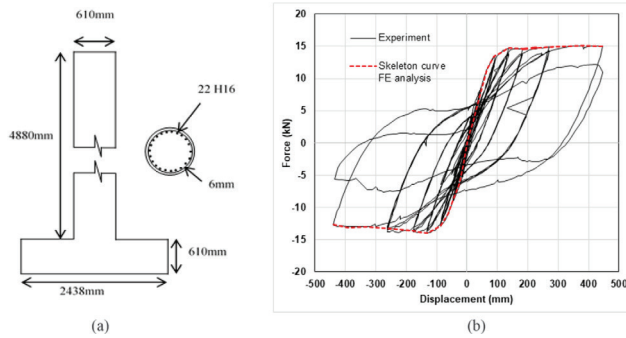 610mm
22 H16
4880mm
6mm
610mm
2438mm
(a)
20
15
10
5
0
-5
-10
-15
-20
Force (kN)
Experiment
Skeleton curve
FE analysis
-500 -400 -300 -200 -100 0 100 200 300 400 500
Displacement (mm)
(b)